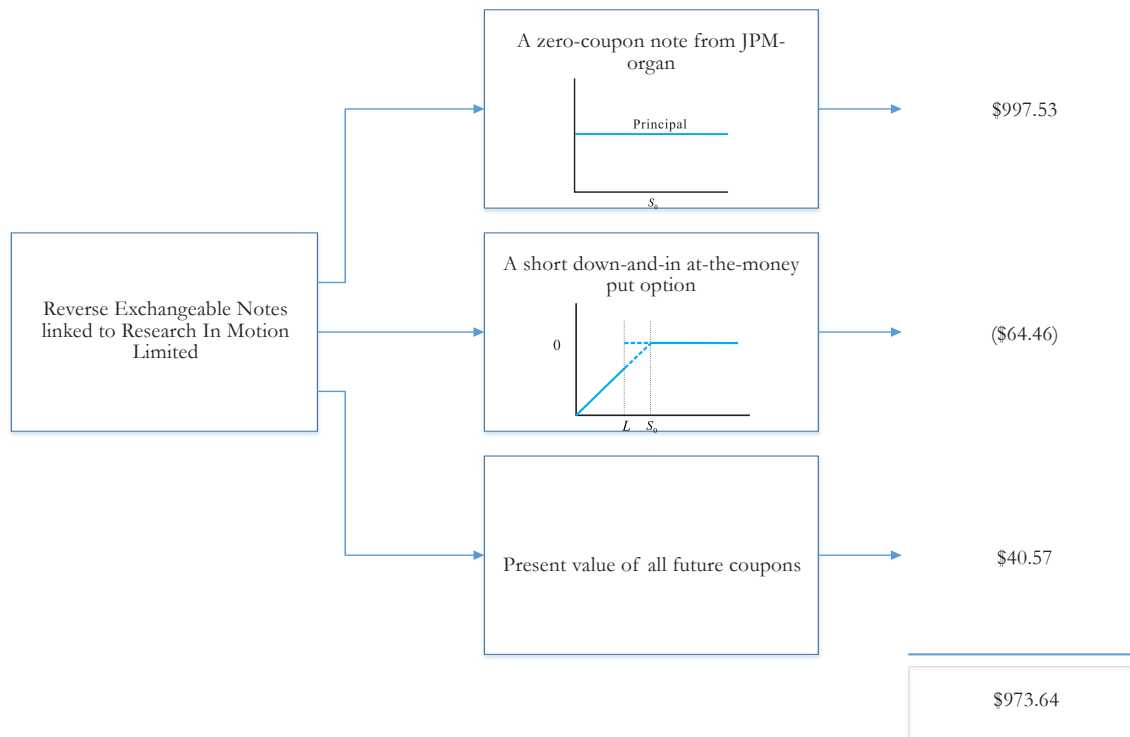 A zero-coupon note from JPM-
organ
Principal
S₀
$997.53
Reverse Exchangeable Notes
linked to Research In Motion
Limited
A short down-and-in at-the-money
put option
0
L S₀
($64.46)
Present value of all future coupons
$40.57
$973.64